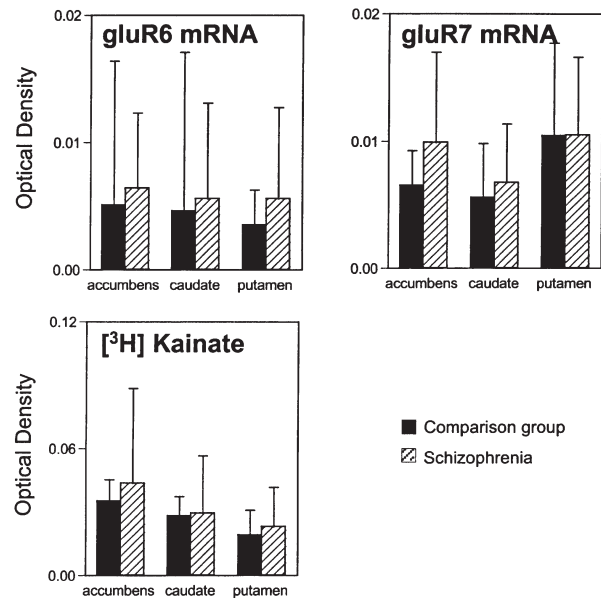 gluR6 mRNA
Optical Density
0.02
0.01
0.00
accumbens caudate putamen
gluR7 mRNA
0.02
0.01
0.00
accumbens caudate putamen
[³H] Kainate
Optical Density
0.12
0.06
0.00
accumbens caudate putamen
Comparison group
Schizophrenia